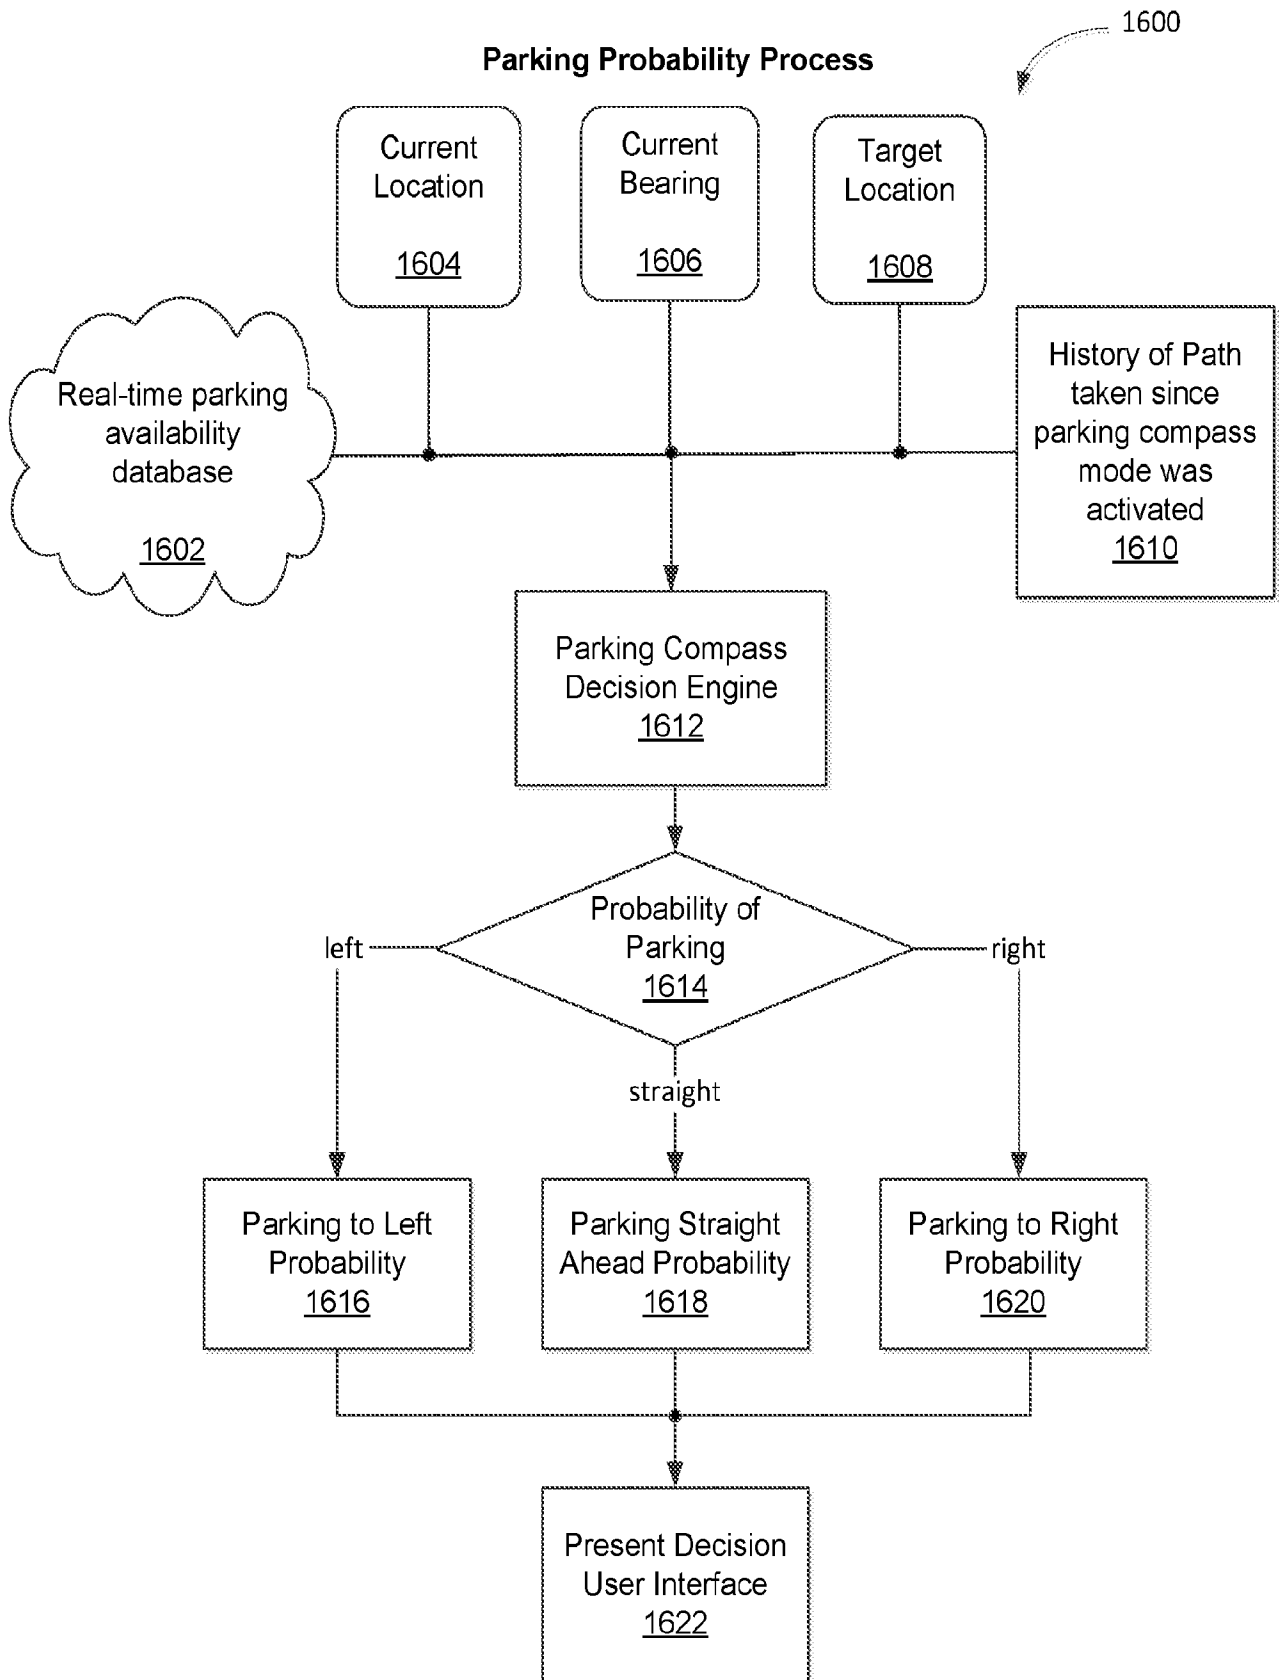 1600
Parking Probability Process
Current
Location
1604
Current
Bearing
1606
Target
Location
1608
Real-time parking
availability
database
1602
History of Path
taken since
parking compass
mode was
activated
1610
Parking Compass
Decision Engine
1612
Probability of
Parking
1614
left
right
straight
Parking to Left
Probability
1616
Parking Straight
Ahead Probability
1618
Parking to Right
Probability
1620
Present Decision
User Interface
1622